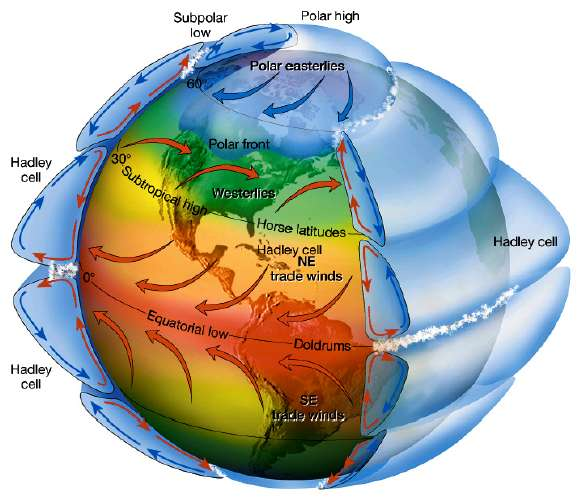 Subpolar
low
Polar high
Polar easterlies
60°
Polar front
30°
Hadley
cell
Subtropical high
Westerlies
Horse latitudes
Hadley cell
Hadley cell
NE
trade winds
0°
Equatorial low
Doldrums
Hadley
cell
SE
trade winds